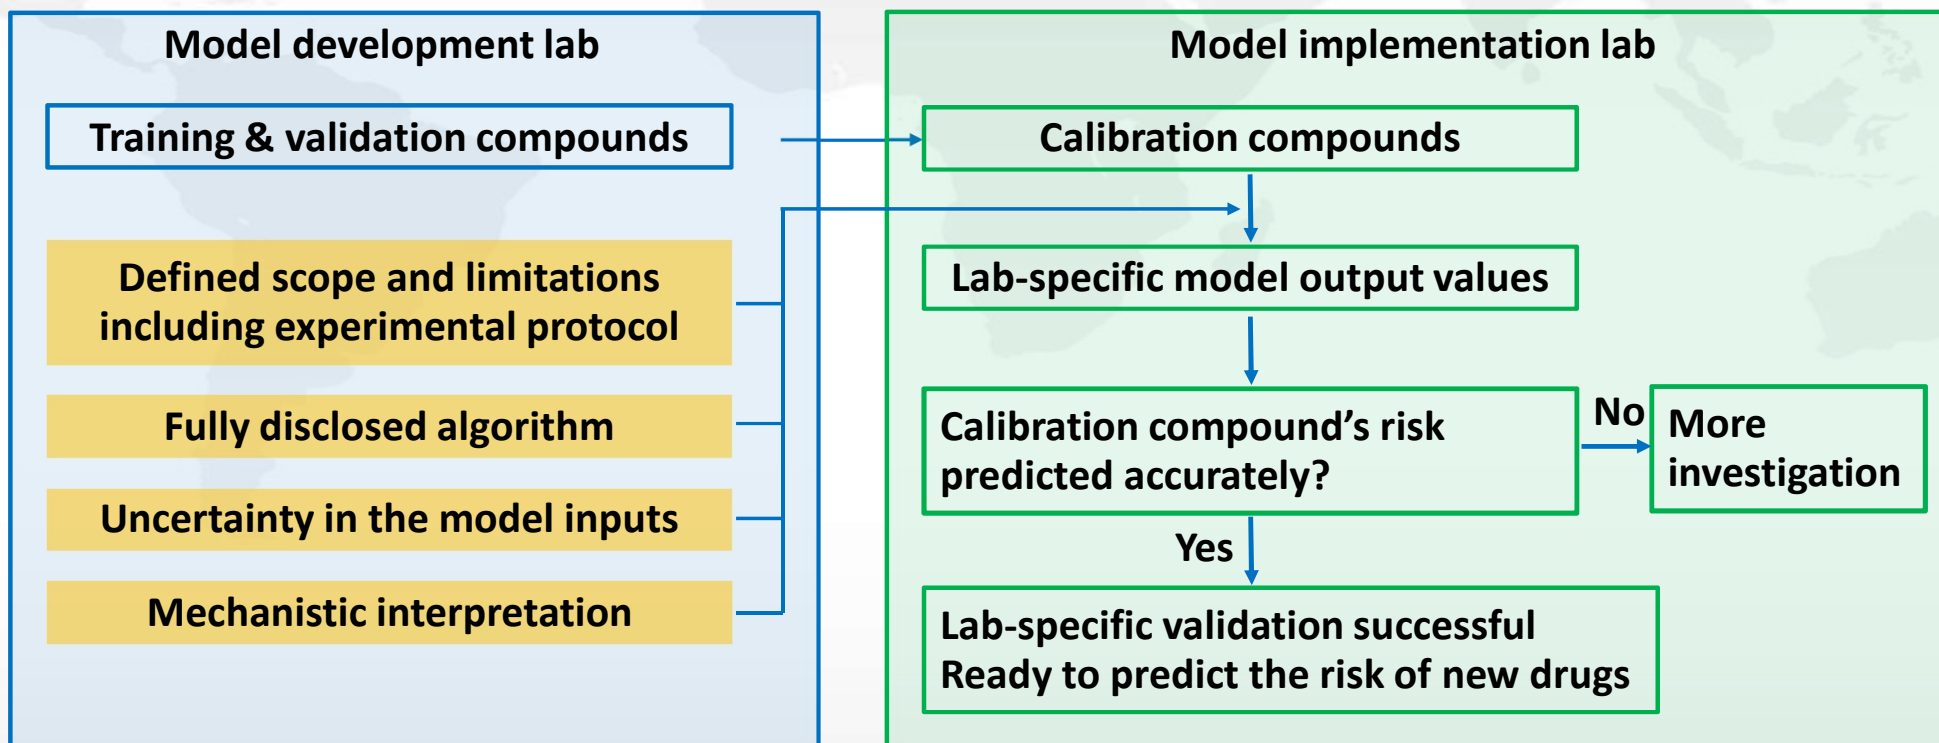 Model development lab
Training & validation compounds
Defined scope and limitations
including experimental protocol
Fully disclosed algorithm
Uncertainty in the model inputs
Mechanistic interpretation
Model implementation lab
Calibration compounds
Lab-specific model output values
Calibration compound’s risk
predicted accurately?
No
More
investigation
Yes
Lab-specific validation successful
Ready to predict the risk of new drugs